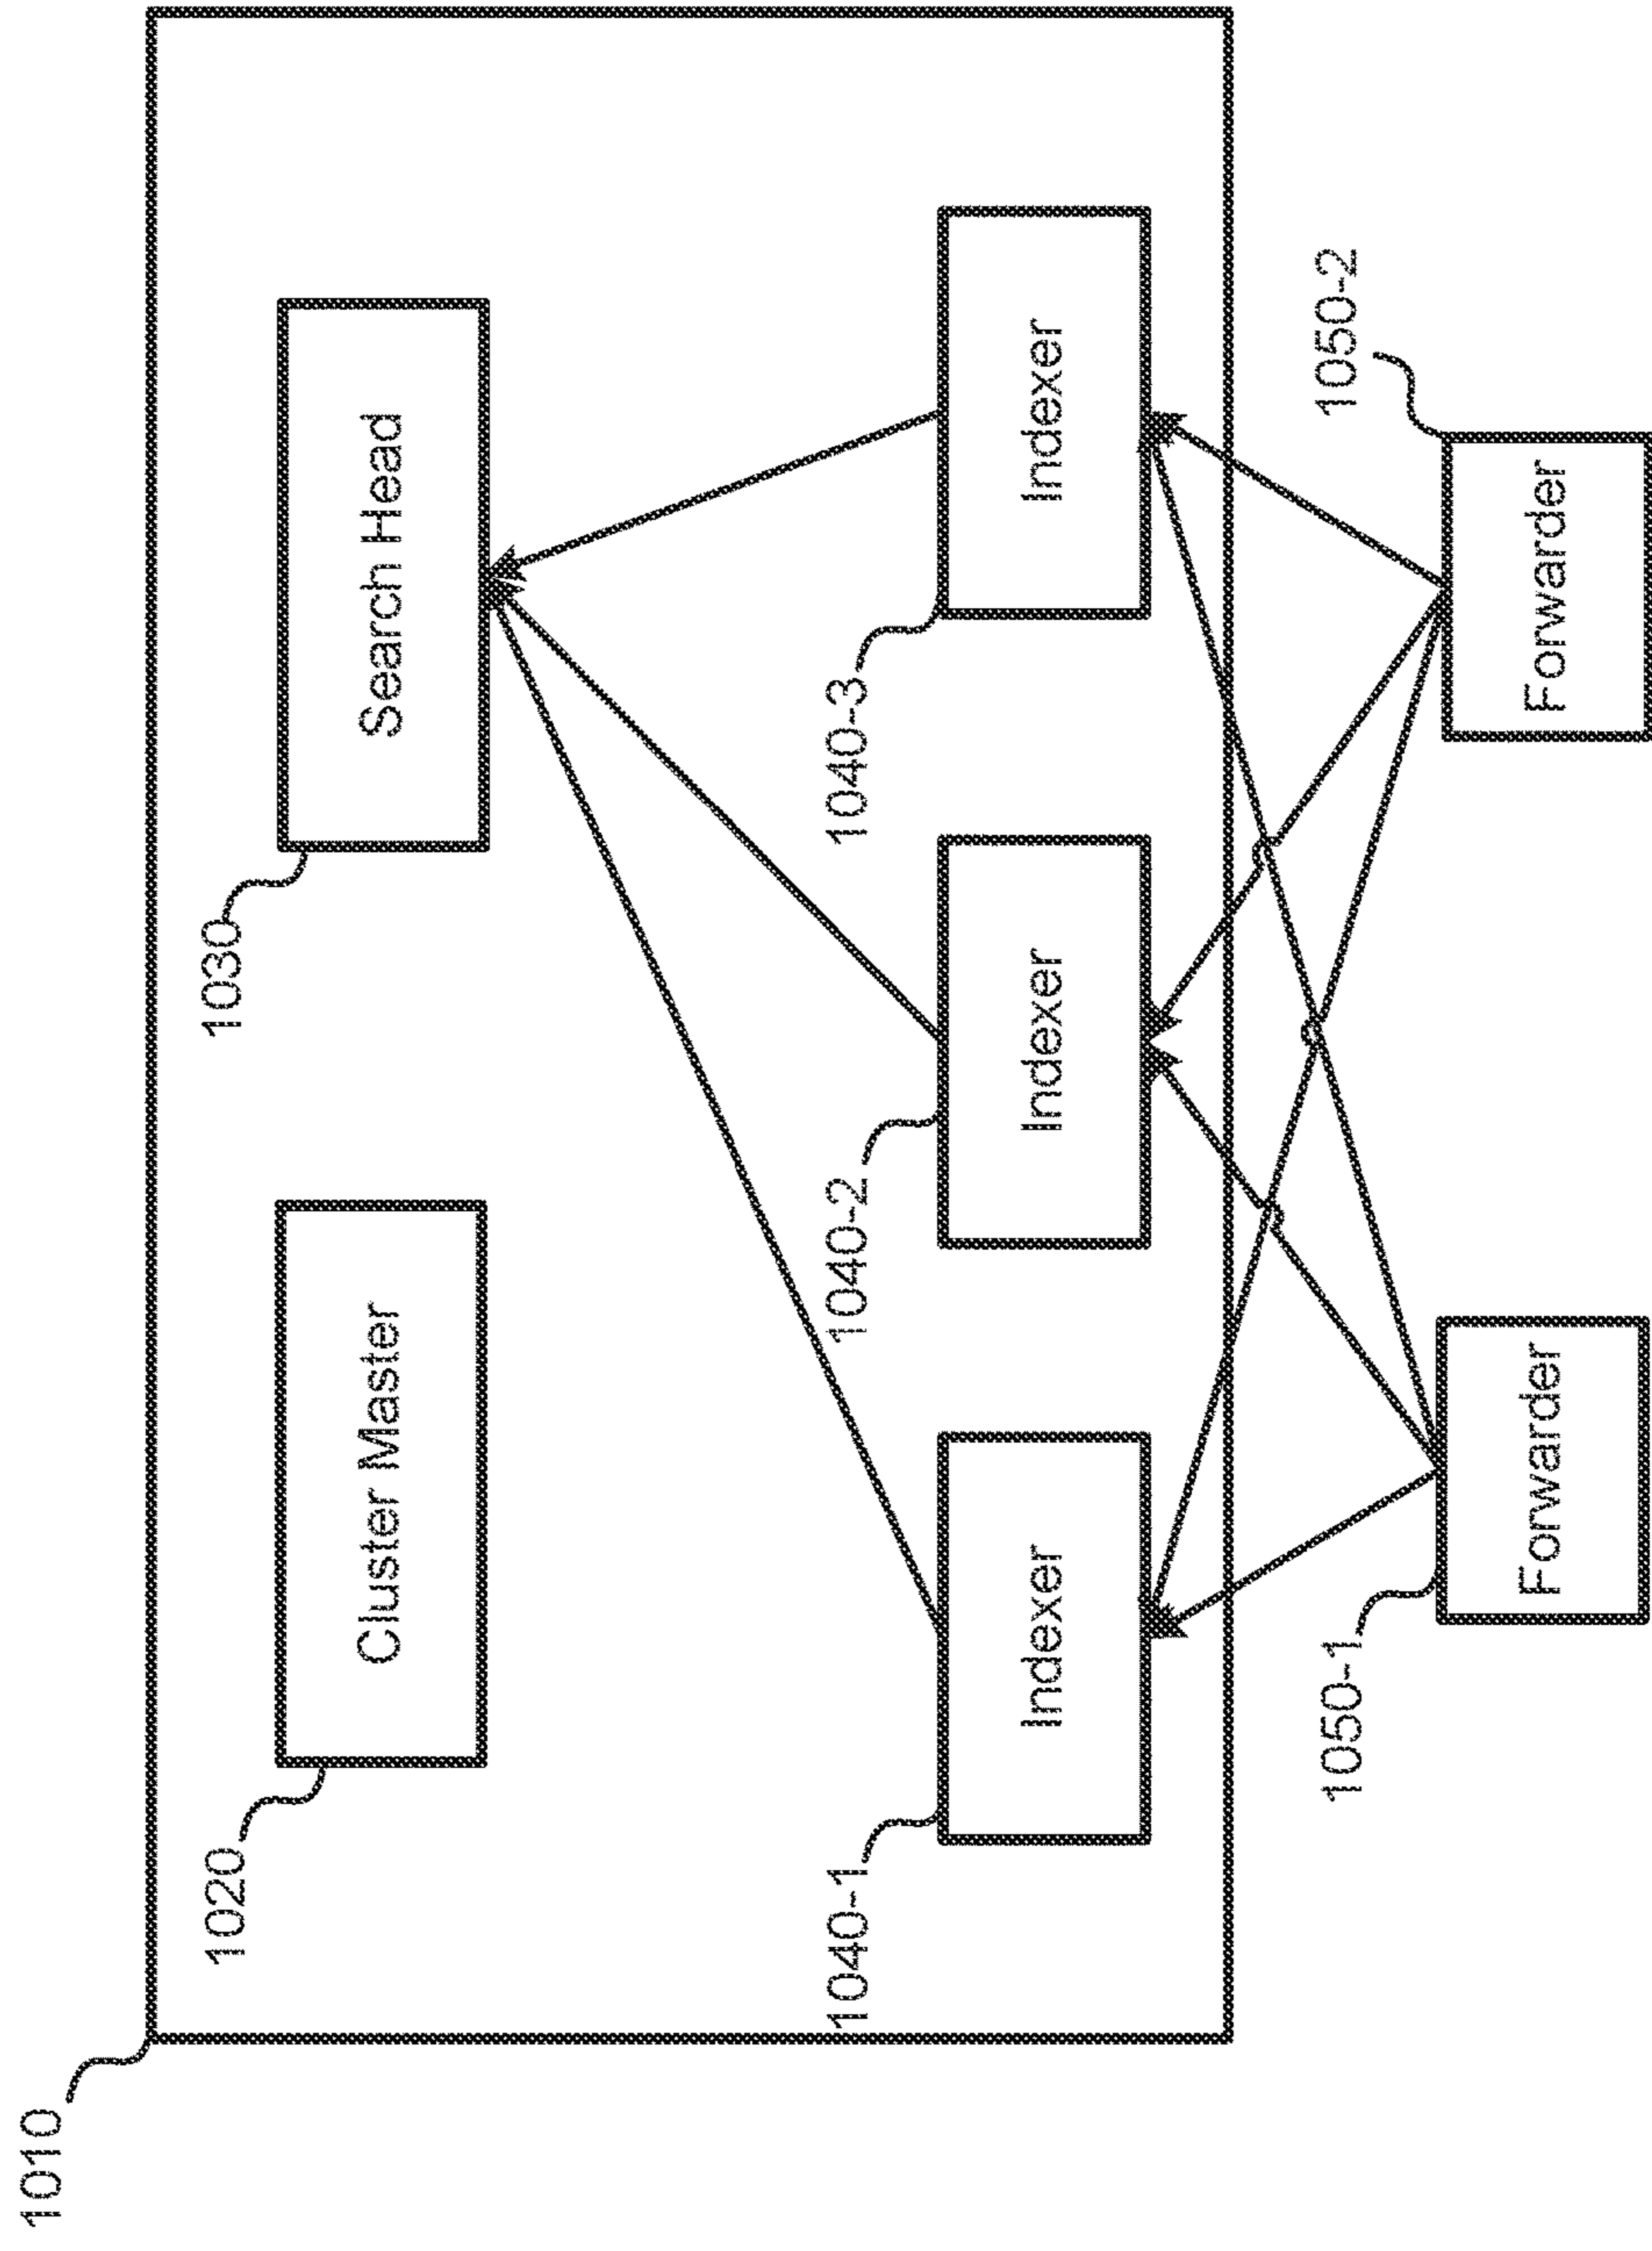 1010
1020
Cluster Master
1030
Search Head
1040-1
Indexer
1040-2
Indexer
1040-3
Indexer
1050-1
Forwarder
1050-2
Forwarder